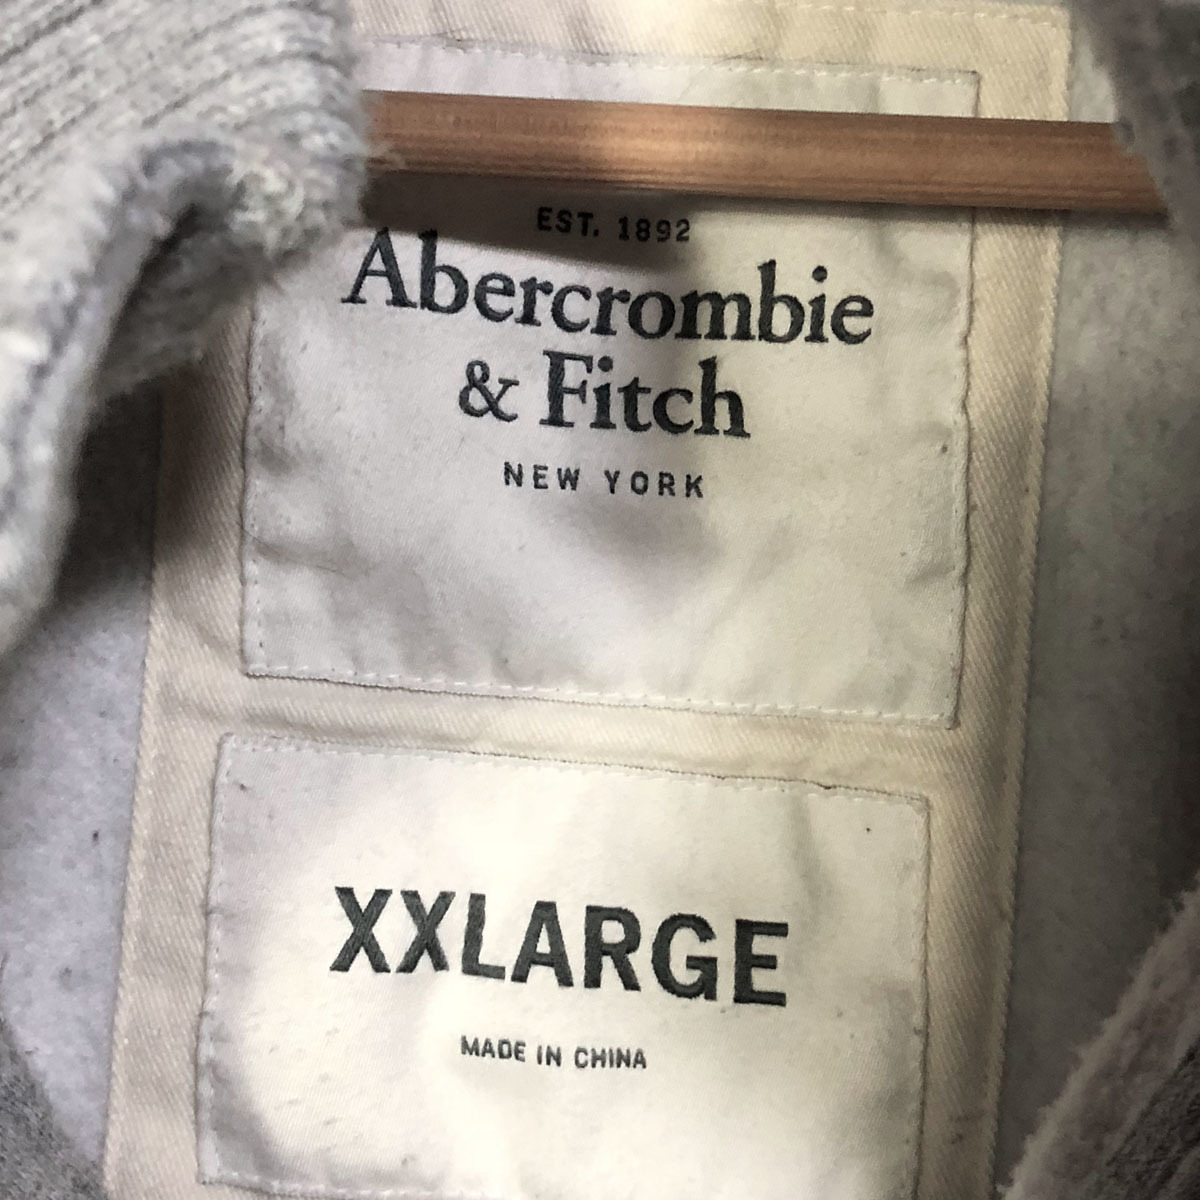 EST. 1892
Abercrombie
& Fitch
NEW YORK
XXLARGE
MADE IN CHINA